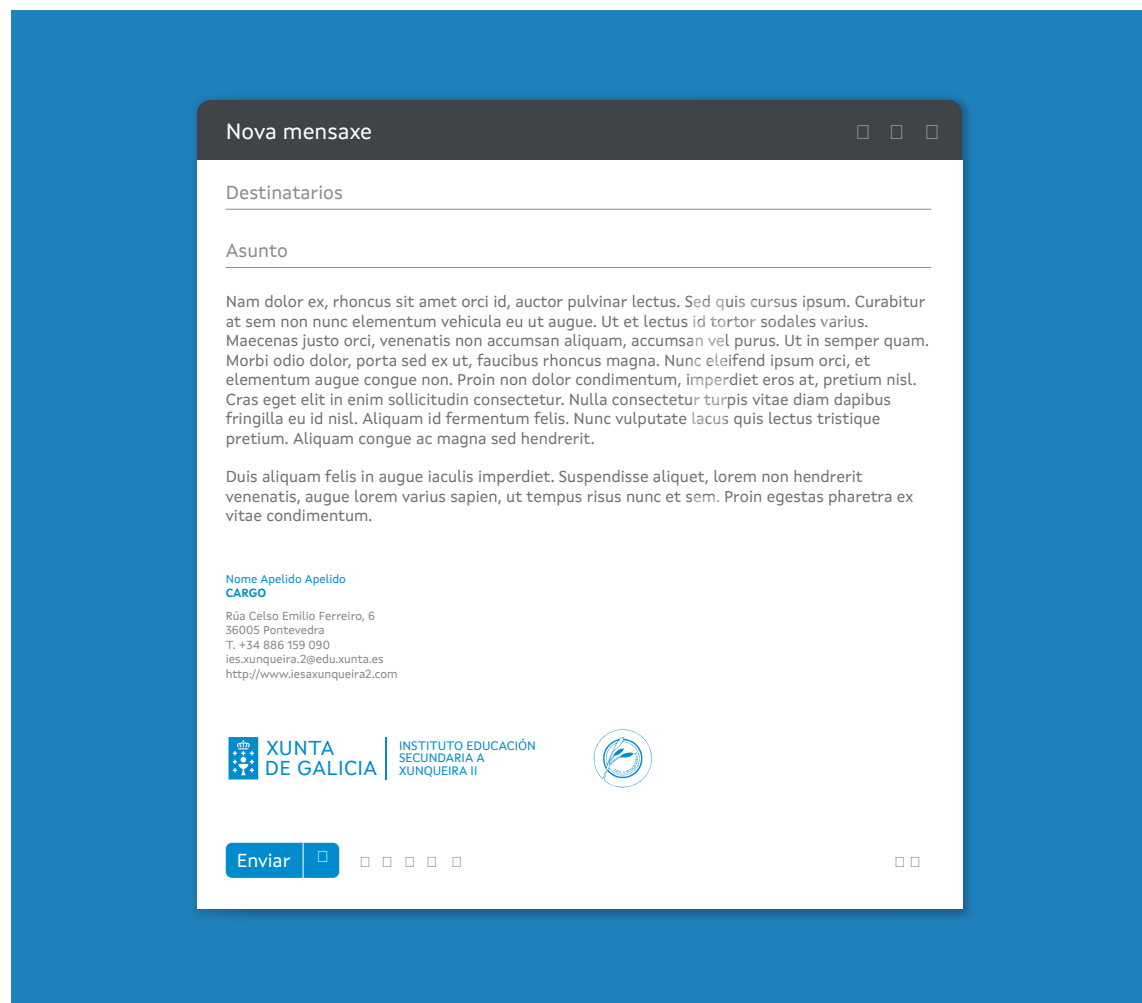 Nova mensaxe
Destinatarios
Asunto
Nam dolor ex, rhoncus sit amet orci id, auctor pulvinar lectus. Sed quis cursus ipsum. Curabitur
at sem non nunc elementum vehicula eu ut augue. Ut et lectus id tortor sodales varius.
Maecenas justo orci, venenatis non accumsan aliquam, accumsan vel purus. Ut in semper quam.
Morbi odio dolor, porta sed ex ut, faucibus rhoncus magna. Nunc eleifend ipsum orci, et
elementum augue congue non. Proin non dolor condimentum, imperdiet eros at, pretium nisl.
Cras eget elit in enim sollicitudin consectetur. Nulla consectetur turpis vitae diam dapibus
fringilla eu id nisl. Aliquam id fermentum felis. Nunc vulputate lacus quis lectus tristique
pretium. Aliquam congue ac magna sed hendrerit.
Duis aliquam felis in augue iaculis imperdiet. Suspendisse aliquet, lorem non hendrerit
venenatis, augue lorem varius sapien, ut tempus risus nunc et sem. Proin egestas pharetra ex
vitae condimentum.
Nome Apelido Apelido
CARGO
Rúa Celso Emilio Ferreiro, 6
36005 Pontevedra
T. +34 886 159 090
ies.xunqueira.2@edu.xunta.es
http://www.iesaxunqueira2.com
XUNTA
DE GALICIA
INSTITUTO EDUCACIÓN
SECUNDARIA A
XUNQUEIRA II
Enviar